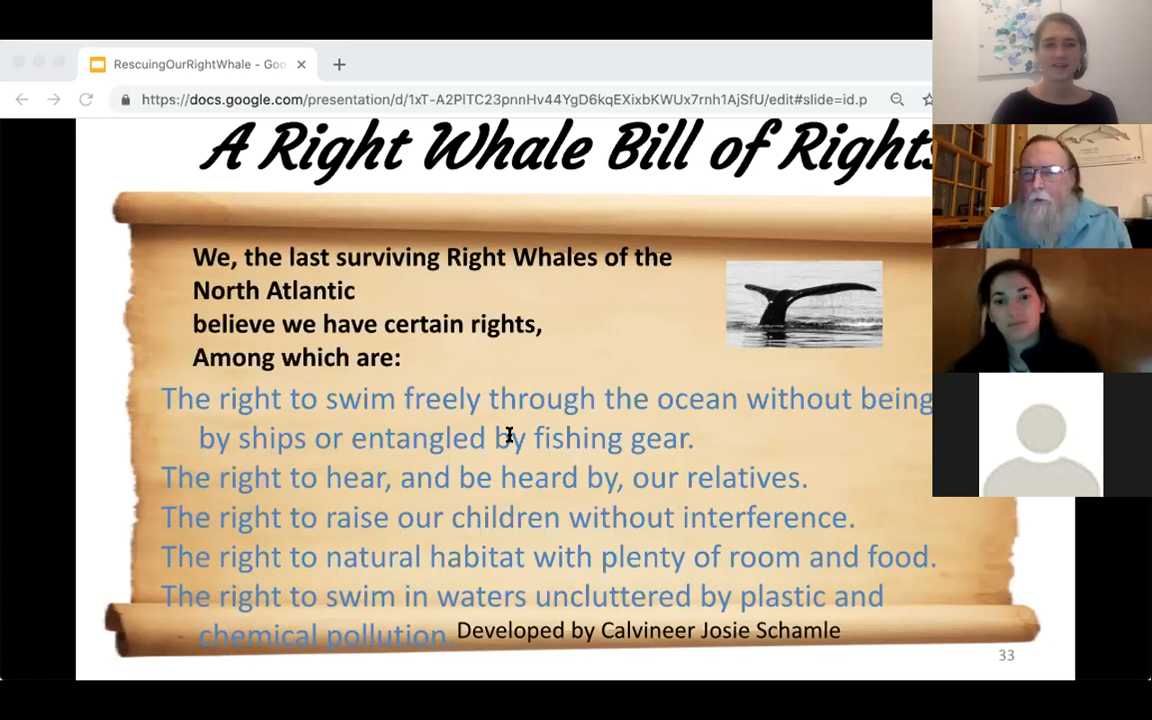 RescuingOurRightWhale - Goo
https://docs.google.com/presentation/d/1xT-A2PlTC23pnnHv44YgD6kqEXixbKWUx7rnh1AjSfU/edit#slide=id.p
A Right Whale Bill of Rights
We, the last surviving Right Whales of the
North Atlantic
believe we have certain rights,
Among which are:
The right to swim freely through the ocean without being
by ships or entangled by fishing gear.
The right to hear, and be heard by, our relatives.
The right to raise our children without interference.
The right to natural habitat with plenty of room and food.
The right to swim in waters uncluttered by plastic and
chemical pollution.
Developed by Calvineer Josie Schamle
33